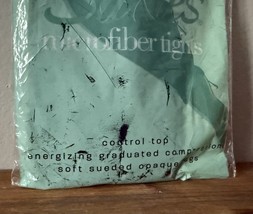 microfiber tights
control top
energizing graduated compression
soft sueded opaque legs